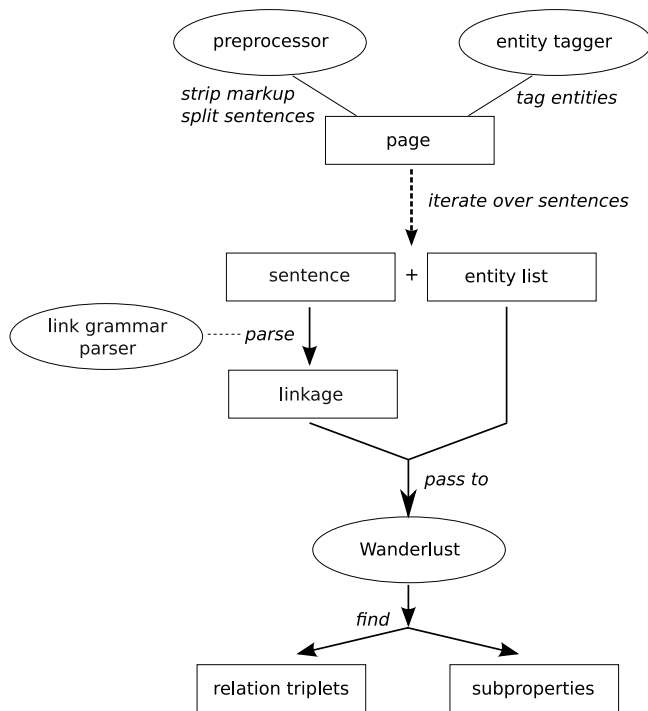 preprocessor
entity tagger
strip markup
split sentences
tag entities
page
iterate over sentences
sentence
+
entity list
link grammar
parser
parse
linkage
pass to
Wanderlust
find
relation triplets
subproperties